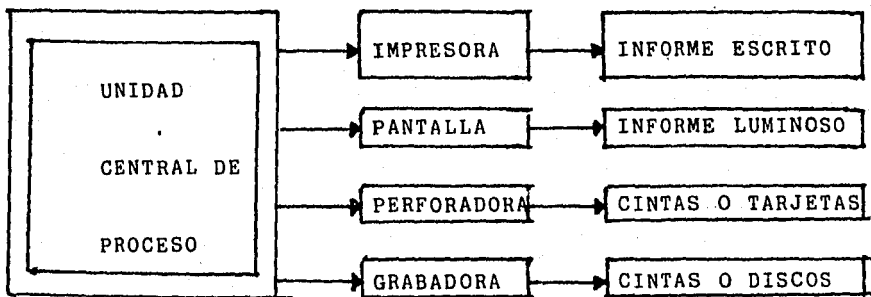 UNIDAD
CENTRAL DE
PROCESO
IMPRESORA
INFORME ESCRITO
PANTALLA
INFORME LUMINOSO
PERFORADORA
CINTAS O TARJETAS
GRABADORA
CINTAS O DISCOS